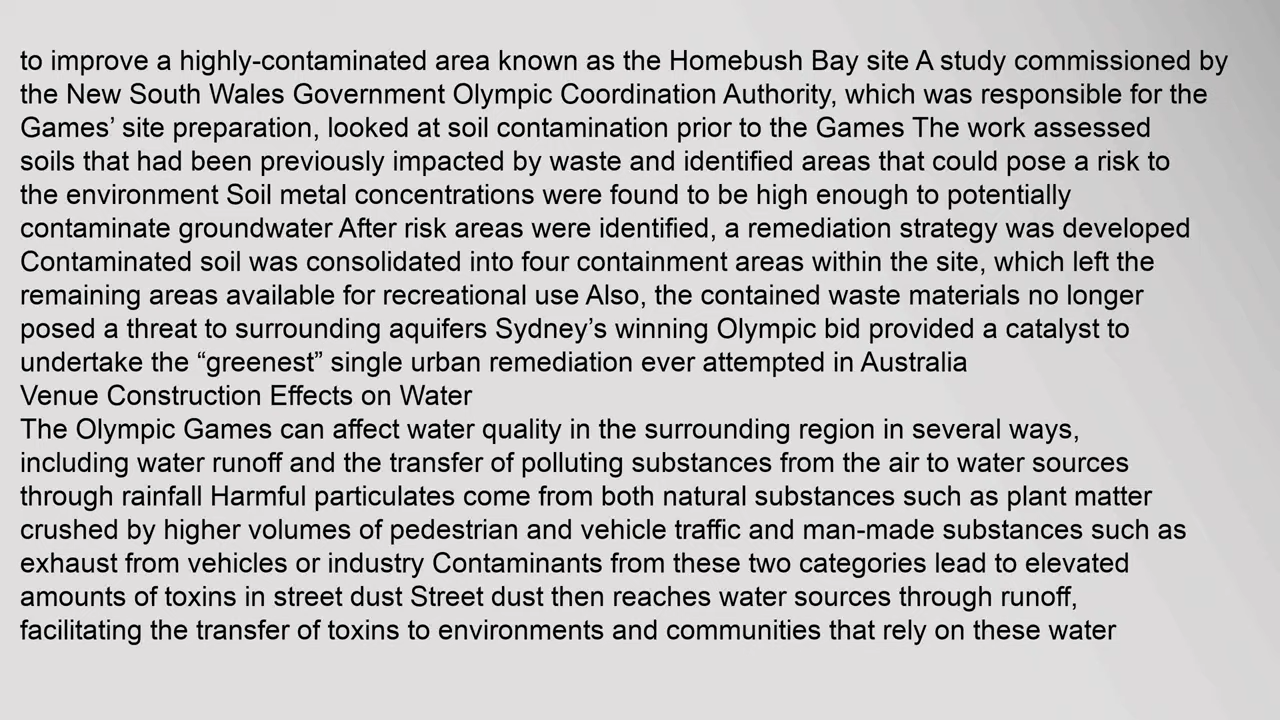 to improve a highly-contaminated area known as the Homebush Bay site A study commissioned by
the New South Wales Government Olympic Coordination Authority, which was responsible for the
Games’ site preparation, looked at soil contamination prior to the Games The work assessed
soils that had been previously impacted by waste and identified areas that could pose a risk to
the environment Soil metal concentrations were found to be high enough to potentially
contaminate groundwater After risk areas were identified, a remediation strategy was developed
Contaminated soil was consolidated into four containment areas within the site, which left the
remaining areas available for recreational use Also, the contained waste materials no longer
posed a threat to surrounding aquifers Sydney’s winning Olympic bid provided a catalyst to
undertake the “greenest” single urban remediation ever attempted in Australia
Venue Construction Effects on Water
The Olympic Games can affect water quality in the surrounding region in several ways,
including water runoff and the transfer of polluting substances from the air to water sources
through rainfall Harmful particulates come from both natural substances such as plant matter
crushed by higher volumes of pedestrian and vehicle traffic and man-made substances such as
exhaust from vehicles or industry Contaminants from these two categories lead to elevated
amounts of toxins in street dust Street dust then reaches water sources through runoff,
facilitating the transfer of toxins to environments and communities that rely on these water